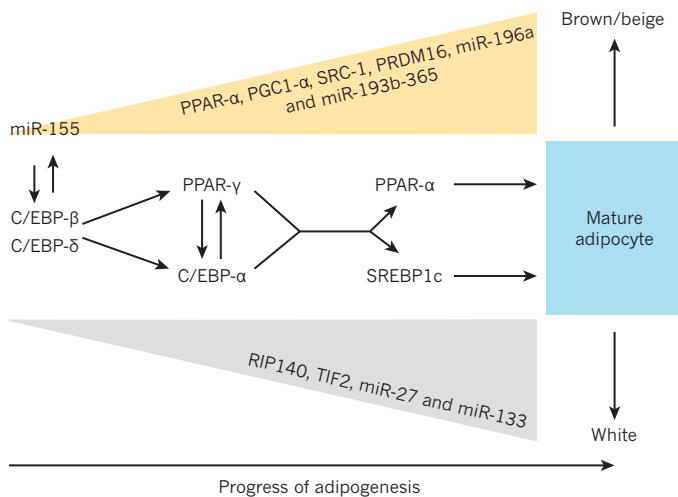 Brown/beige
PPAR-α, PGC1-α, SRC-1, PRDM16, miR-196a
and miR-193b-365
miR-155
C/EBP-β
C/EBP-δ
PPAR-γ
C/EBP-α
PPAR-α
SREBP1c
Mature
adipocyte
RIP140, TIF2, miR-27 and miR-133
White
Progress of adipogenesis